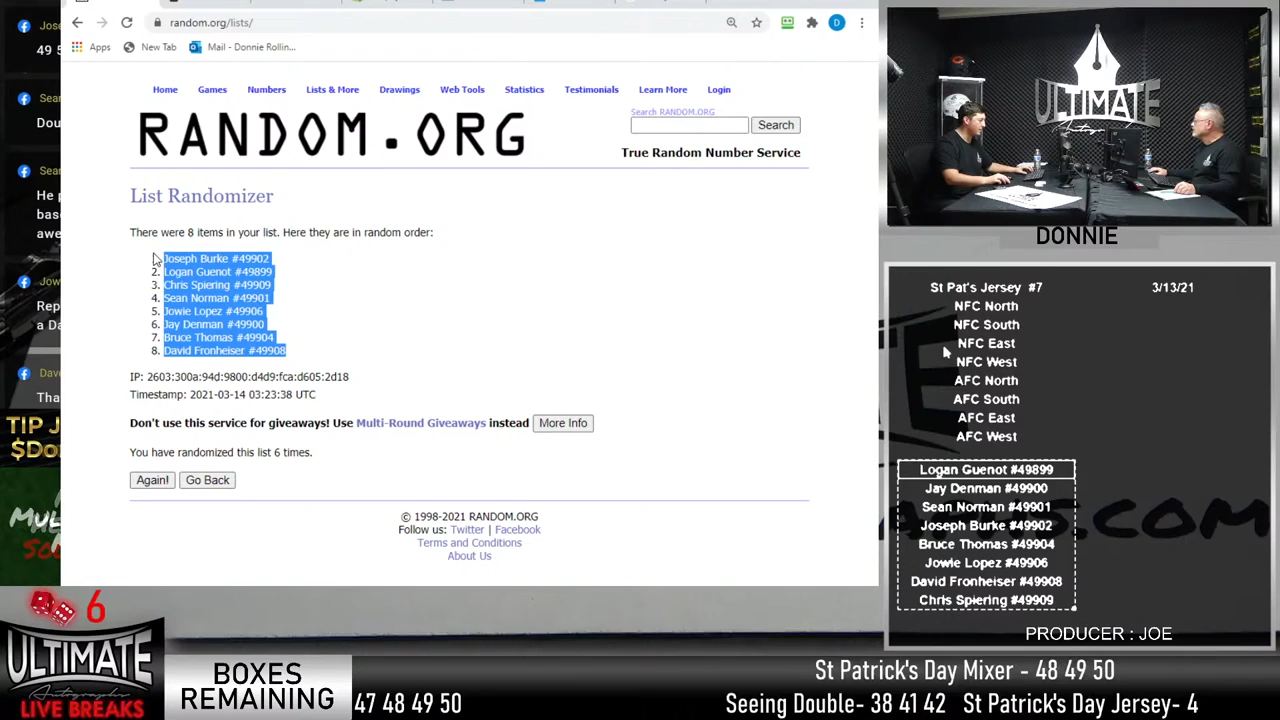 random.org/lists/
Apps
New Tab
Mail - Donnie Rollin...
Home Games Numbers Lists & More Drawings Web Tools Statistics Testimonials Learn More Login
Search RANDOM.ORG
RANDOM.ORG
Search
True Random Number Service
List Randomizer
There were 8 items in your list. Here they are in random order:
Joseph Burke #49902
2. Logan Guenot #49899
3. Chris Spiering #49909
4. Sean Norman #49901
5. Jowie Lopez #49906
6. Jay Denman #49900
7. Bruce Thomas #49904
8. David Fronheiser #49908
IP: 2603:300a:94d:9800:d4d9:fca:d605:2d18
Timestamp: 2021-03-14 03:23:38 UTC
Don't use this service for giveaways! Use Multi-Round Giveaways instead More Info
You have randomized this list 6 times.
Again! Go Back
© 1998-2021 RANDOM.ORG
Follow us: Twitter | Facebook
Terms and Conditions
About Us
ULTIMATE
Autographs
DONNIE
St Pat's Jersey #7 3/13/21
NFC North
NFC South
NFC East
NFC West
AFC North
AFC South
AFC East
AFC West
Logan Guenot #49899
Jay Denman #49900
Sean Norman #49901
Joseph Burke #49902
Bruce Thomas #49904
Jowie Lopez #49906
David Fronheiser #49908
Chris Spiering #49909
PRODUCER : JOE
6
ULTIMATE
Autographs
LIVE BREAKS
BOXES
REMAINING
47 48 49 50
St Patrick's Day Mixer - 48 49 50
Seeing Double- 38 41 42 St Patrick's Day Jersey- 4